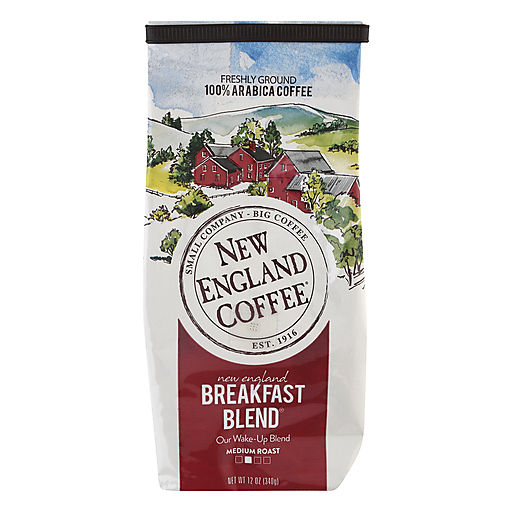 FRESHLY GROUND
100% ARABICA COFFEE
SMALL COMPANY - BIG COFFEE
NEW
ENGLAND
COFFEE®
EST. 1916
new england
BREAKFAST
BLEND®
Our Wake-Up Blend
MEDIUM ROAST
NET WT 12 OZ (340g)